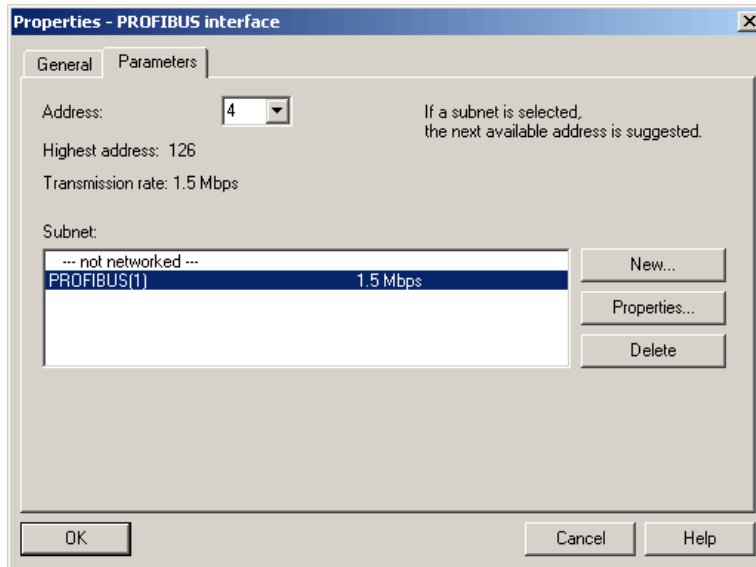 Properties - PROFIBUS interface
General
Parameters
Address:
4
If a subnet is selected,
the next available address is suggested.
Highest address: 126
Transmission rate: 1.5 Mbps
Subnet:
--- not networked ---
PROFIBUS(1) 1.5 Mbps
New...
Properties...
Delete
OK
Cancel
Help